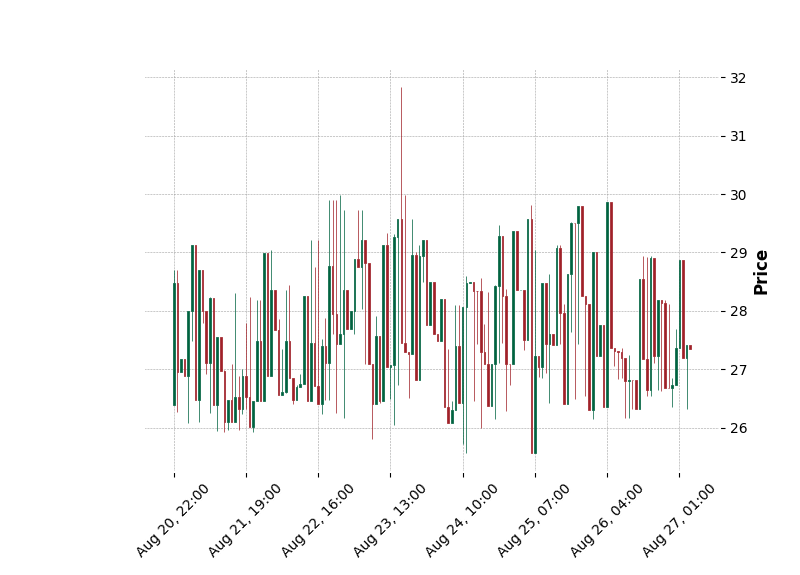 32
31
30
29
28
27
26
Price
Aug 20, 22:00
Aug 21, 19:00
Aug 22, 16:00
Aug 23, 13:00
Aug 24, 10:00
Aug 25, 07:00
Aug 26, 04:00
Aug 27, 01:00